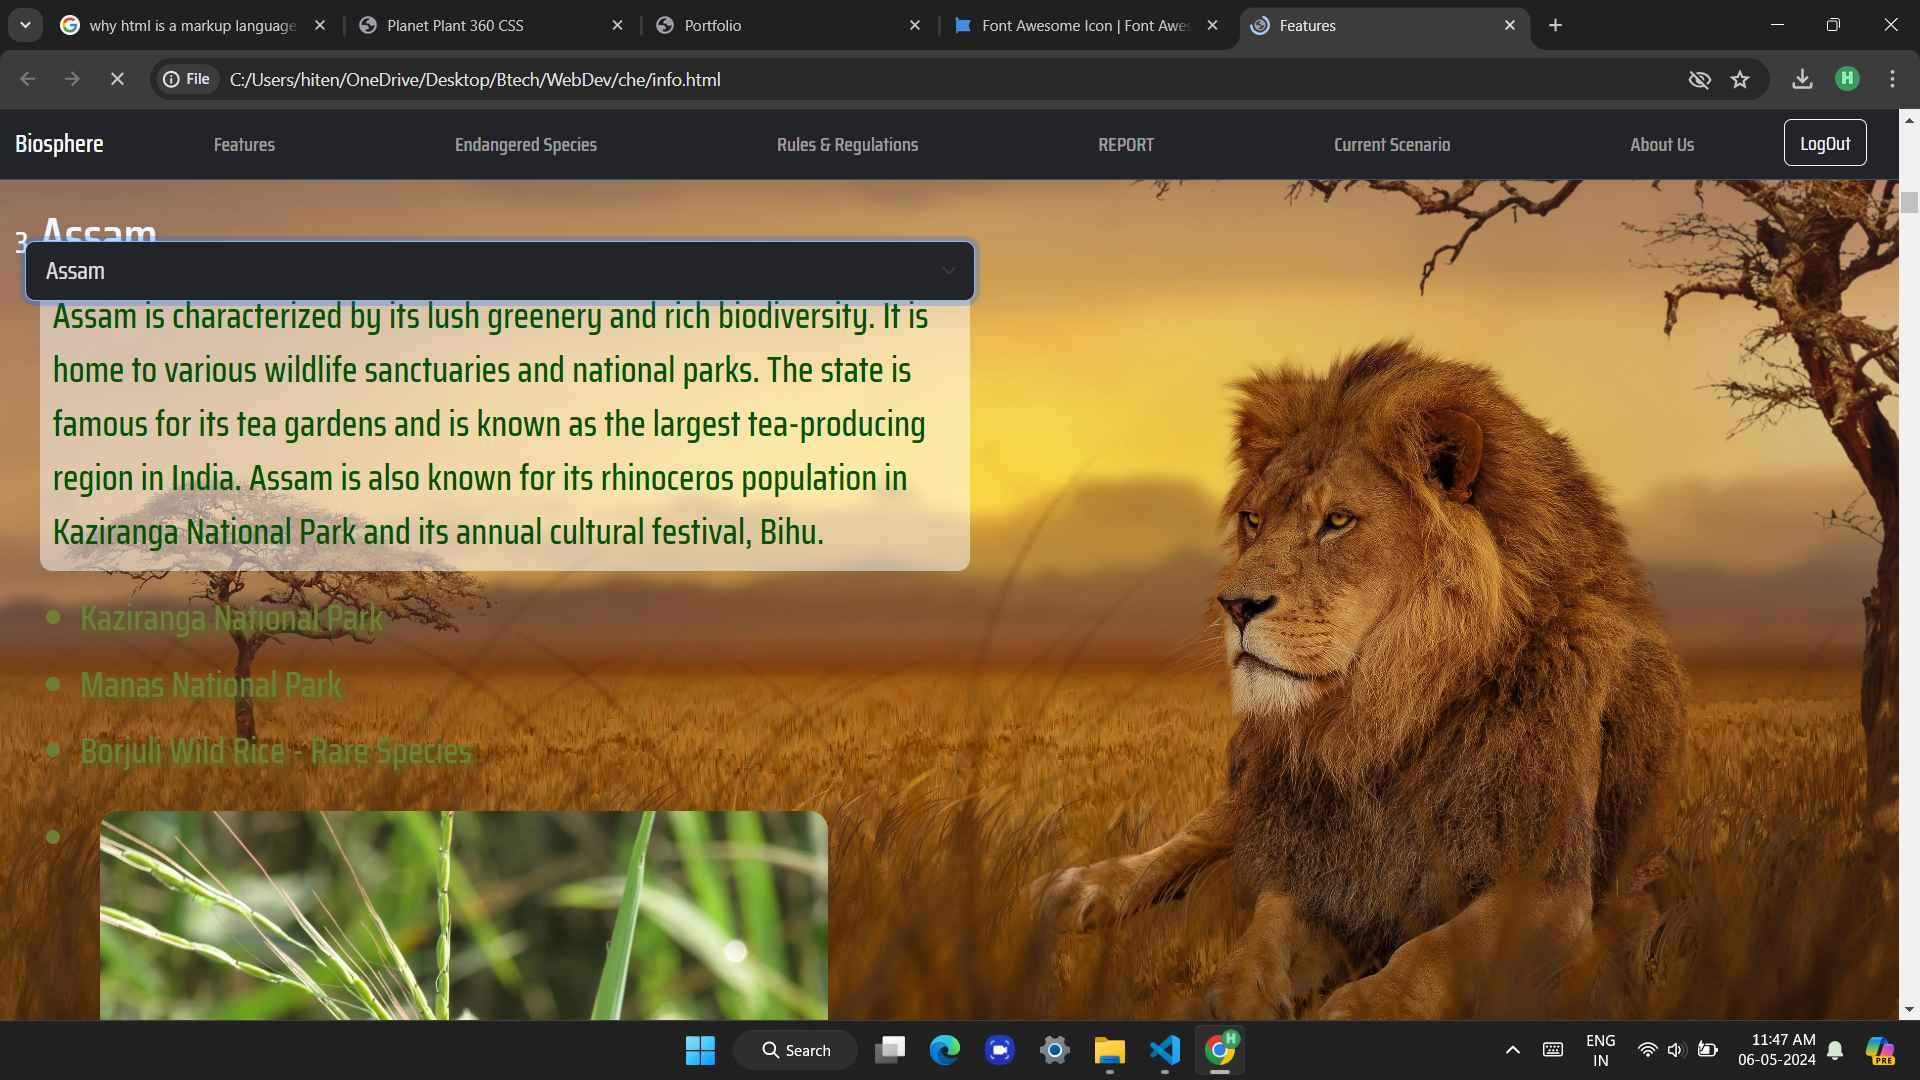 why html is a markup language
Planet Plant 360 CSS
Portfolio
Font Awesome Icon | Font Awes
Features
File
C:/Users/hiten/OneDrive/Desktop/Btech/WebDev/che/info.html
H
Biosphere
Features
Endangered Species
Rules & Regulations
REPORT
Current Scenario
About Us
LogOut
3. Assam
Assam
Assam is characterized by its lush greenery and rich biodiversity. It is
home to various wildlife sanctuaries and national parks. The state is
famous for its tea gardens and is known as the largest tea-producing
region in India. Assam is also known for its rhinoceros population in
Kaziranga National Park and its annual cultural festival, Bihu.
Kaziranga National Park
Manas National Park
Borjuli Wild Rice - Rare Species
Search
H
ENG
IN
11:47 AM
06-05-2024
PRE